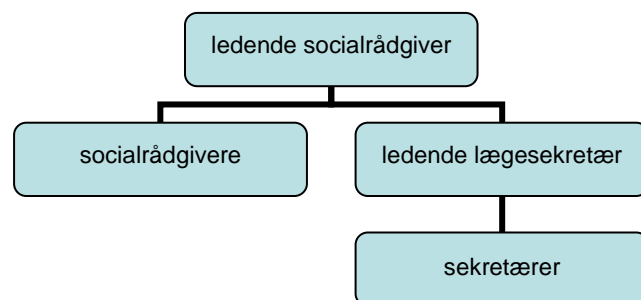 ledende socialrådgiver
socialrådgivere
ledende lægesekretær
sekretærer